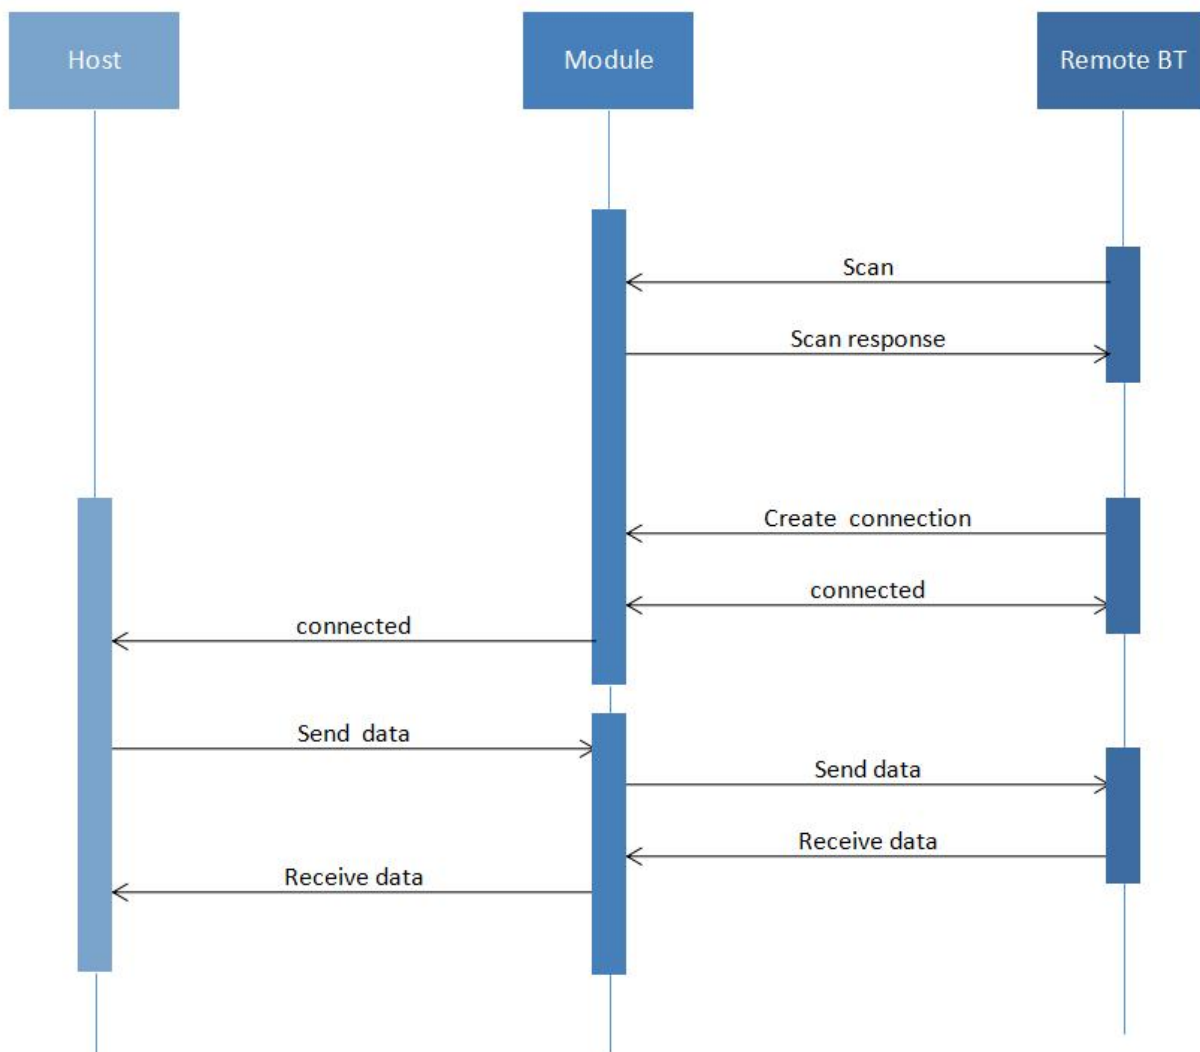 Host
Module
Remote BT
Scan
Scan response
Create  connection
connected
connected
Send  data
Send data
Receive data
Receive data